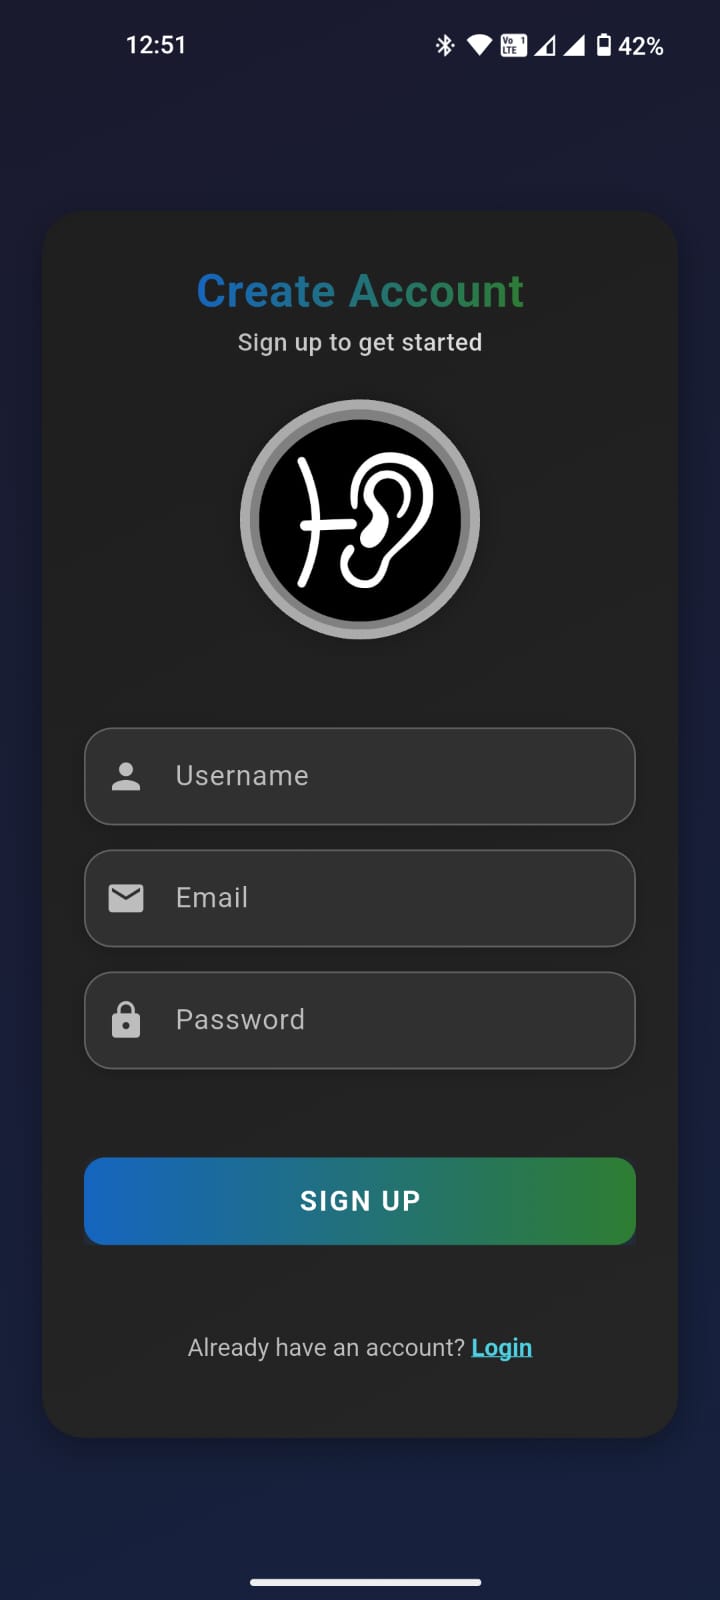 12:51
Vo 1
LTE
42%
Create Account
Sign up to get started
Username
Email
Password
SIGN UP
Already have an account? Login